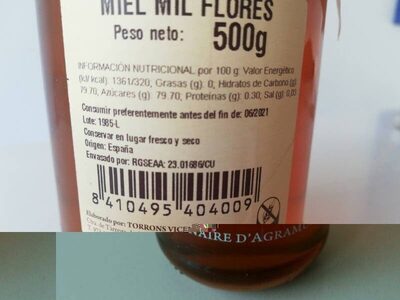 MIEL MIL FLORES
Peso neto: 500g
INFORMACIÓN NUTRICIONAL por 100 g: Valor Energético
(kJ/ kcal): 1361/320, Grasas (g): 0, Hidratos de Carbono (g):
79.70, Azúcares (g): 79.70; Proteínas (g): 0.30, Sal (g): 0,03
Consumir preferentemente antes del fin de: 06/2021
Lote: 1985-L
Conservar en lugar fresco y seco
Origen: España
Envasado por: RGSEAA: 23.01686/CU
8 410495 404009
Elaborado por: TORRONS VICE
NAIRE D'AGRAMU